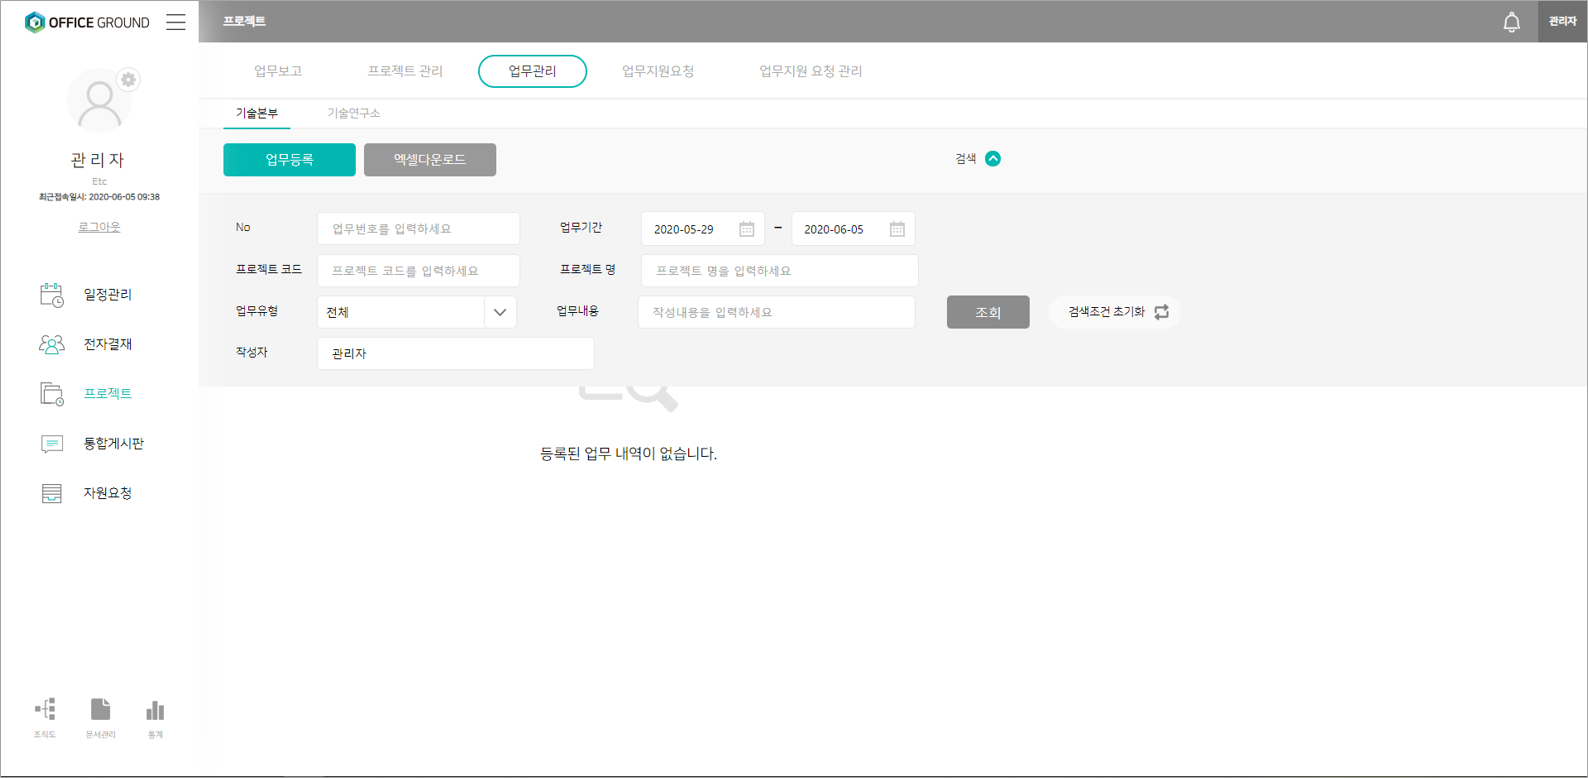 OFFICE GROUND
프로젝트
관리자
업무보고 프로젝트 관리 업무관리 업무지원요청 업무지원 요청 관리
기술본부 기술연구소
업무등록 엑셀다운로드 검색
관리자
Etc
최근접속일시: 2020-06-05 09:38
로그아웃
일정관리
전자결재
프로젝트
통합게시판
자원요청
조직도 문서관리 통계
No 업무번호를 입력하세요 업무기간 2020-05-29 - 2020-06-05
프로젝트 코드 프로젝트 코드를 입력하세요 프로젝트 명 프로젝트 명을 입력하세요
업무유형 전체 업무내용 작성내용을 입력하세요 조회 검색조건 초기화
작성자 관리자
등록된 업무 내역이 없습니다.